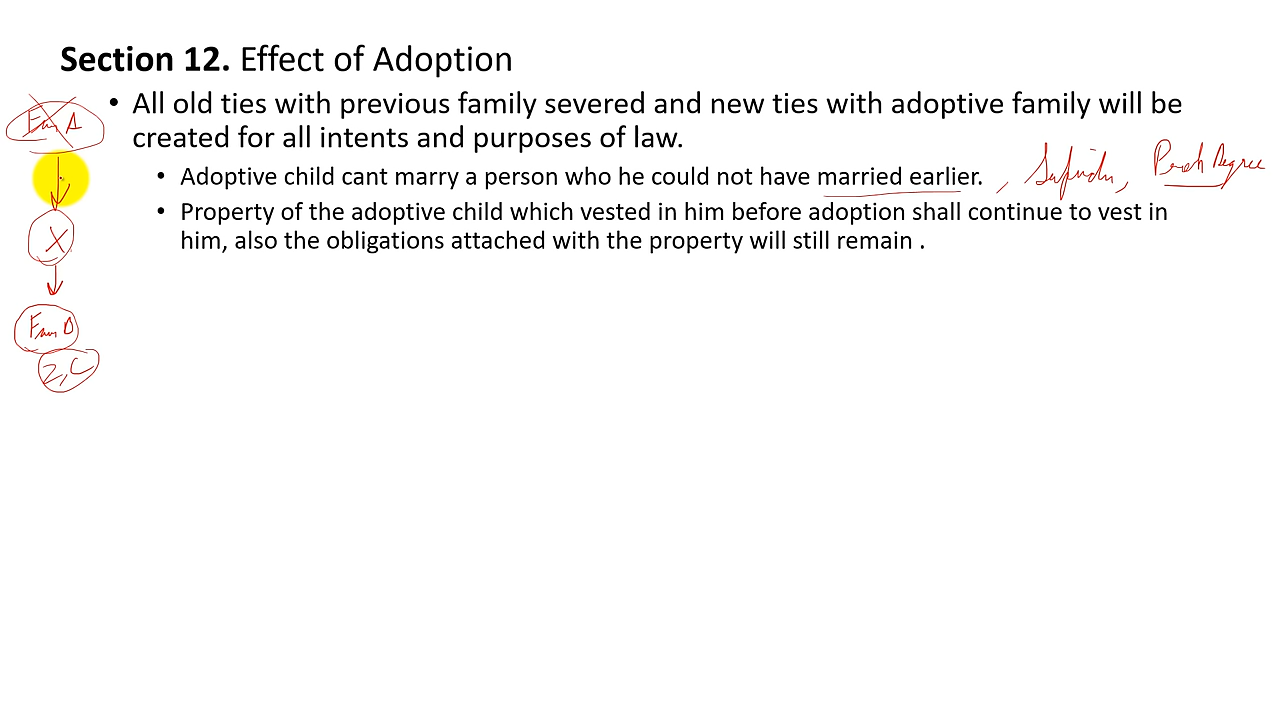 Section 12. Effect of Adoption
• All old ties with previous family severed and new ties with adoptive family will be
created for all intents and purposes of law.
• Adoptive child cant marry a person who he could not have married earlier. , Sapinda, Degree
• Property of the adoptive child which vested in him before adoption shall continue to vest in
him, also the obligations attached with the property will still remain .
Fam A
X
Fam B
Z, C